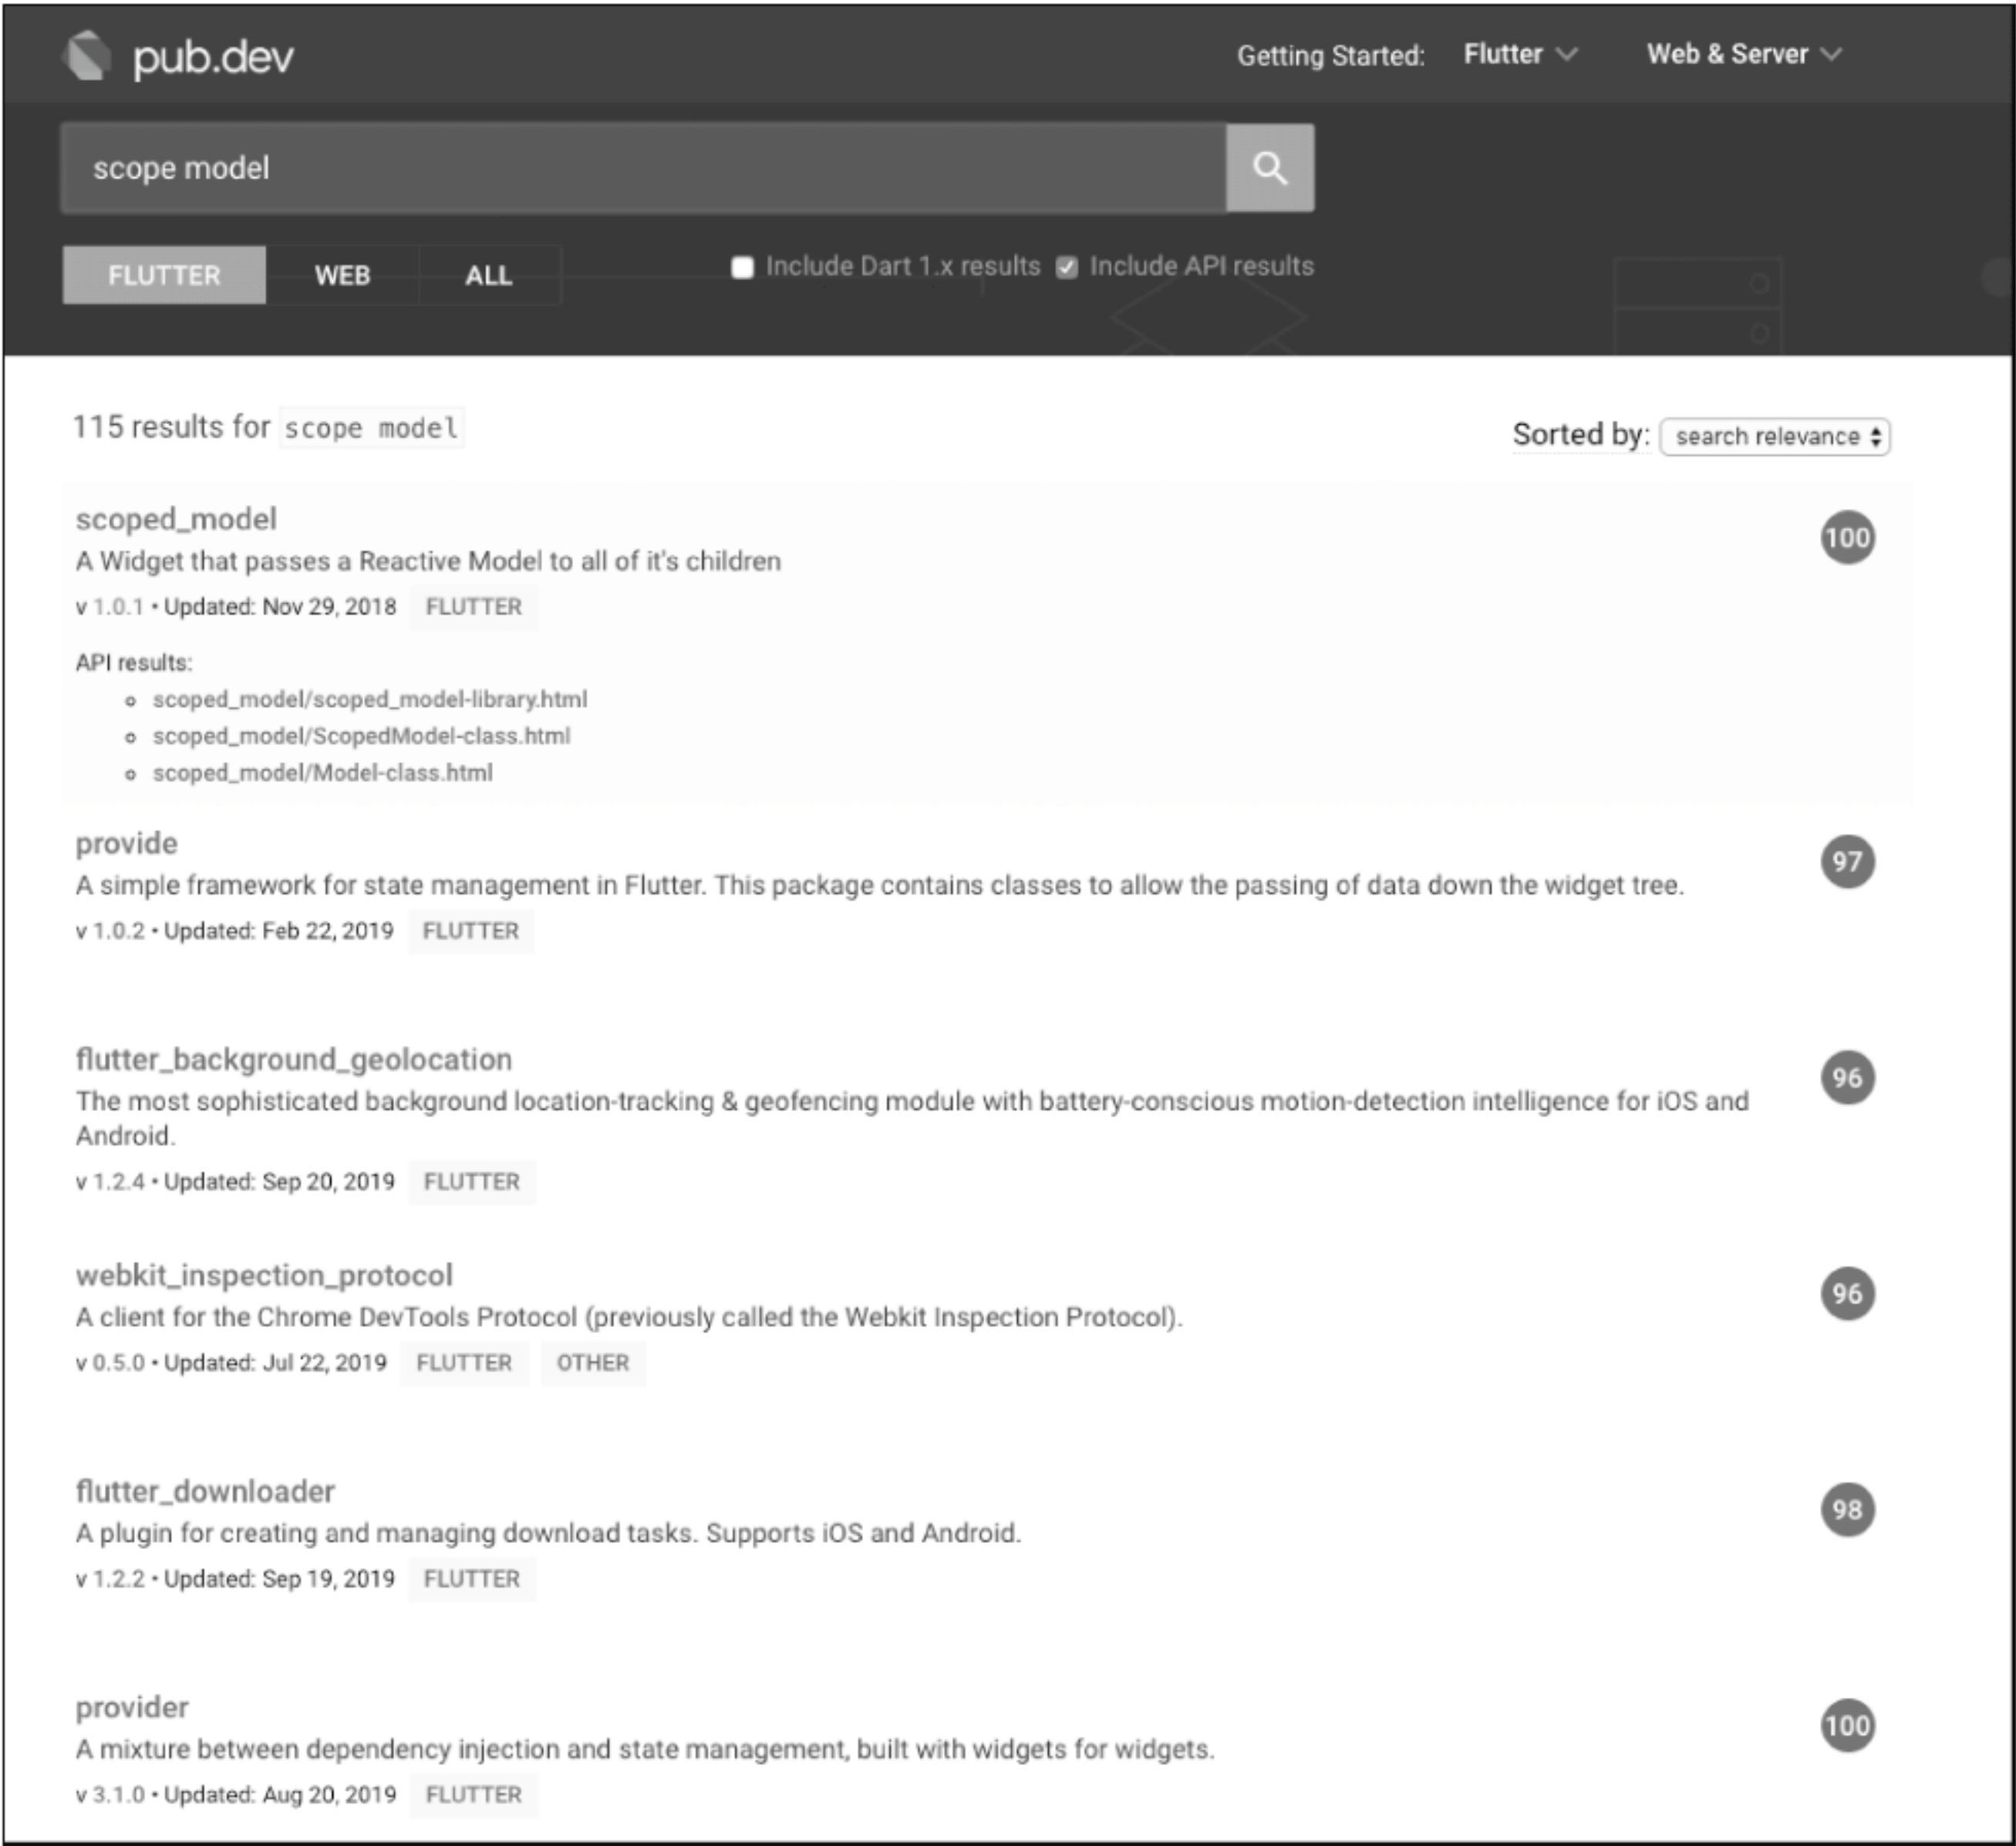 pub.dev
Getting Started: Flutter Web & Server
scope model
FLUTTER WEB ALL Include Dart 1.x results Include API results
115 results for scope model
Sorted by: search relevance
scoped_model
100
A Widget that passes a Reactive Model to all of it's children
v 1.0.1 • Updated: Nov 29, 2018 FLUTTER
API results:
scoped_model/scoped_model-library.html
scoped_model/ScopedModel-class.html
scoped_model/Model-class.html
provide
97
A simple framework for state management in Flutter. This package contains classes to allow the passing of data down the widget tree.
v 1.0.2 • Updated: Feb 22, 2019 FLUTTER
flutter_background_geolocation
96
The most sophisticated background location-tracking & geofencing module with battery-conscious motion-detection intelligence for iOS and
Android.
v 1.2.4 • Updated: Sep 20, 2019 FLUTTER
webkit_inspection_protocol
96
A client for the Chrome DevTools Protocol (previously called the Webkit Inspection Protocol).
v 0.5.0 • Updated: Jul 22, 2019 FLUTTER OTHER
flutter_downloader
98
A plugin for creating and managing download tasks. Supports iOS and Android.
v 1.2.2 • Updated: Sep 19, 2019 FLUTTER
provider
100
A mixture between dependency injection and state management, built with widgets for widgets.
v 3.1.0 • Updated: Aug 20, 2019 FLUTTER